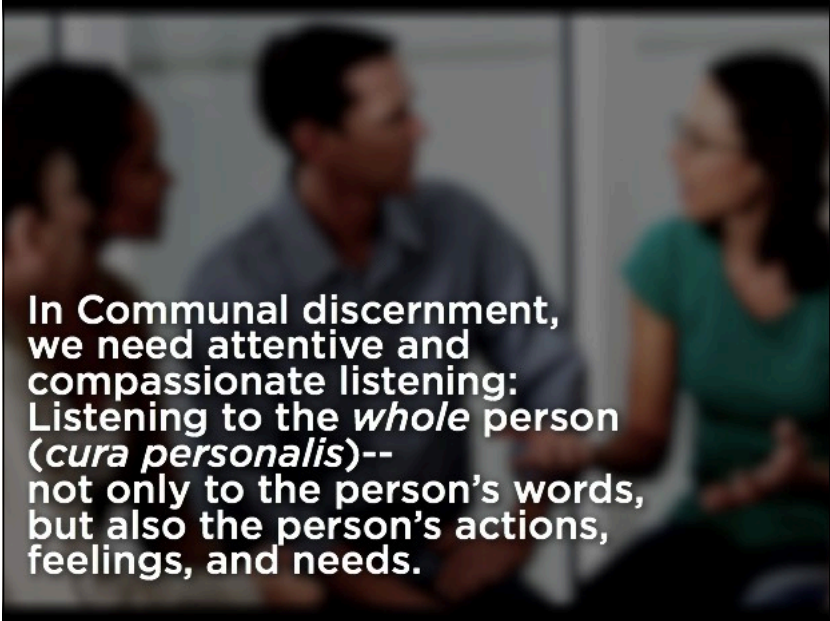 In Communal discernment,
we need attentive and
compassionate listening:
Listening to the whole person
(cura personalis)--
not only to the person's words,
but also the person's actions,
feelings, and needs.